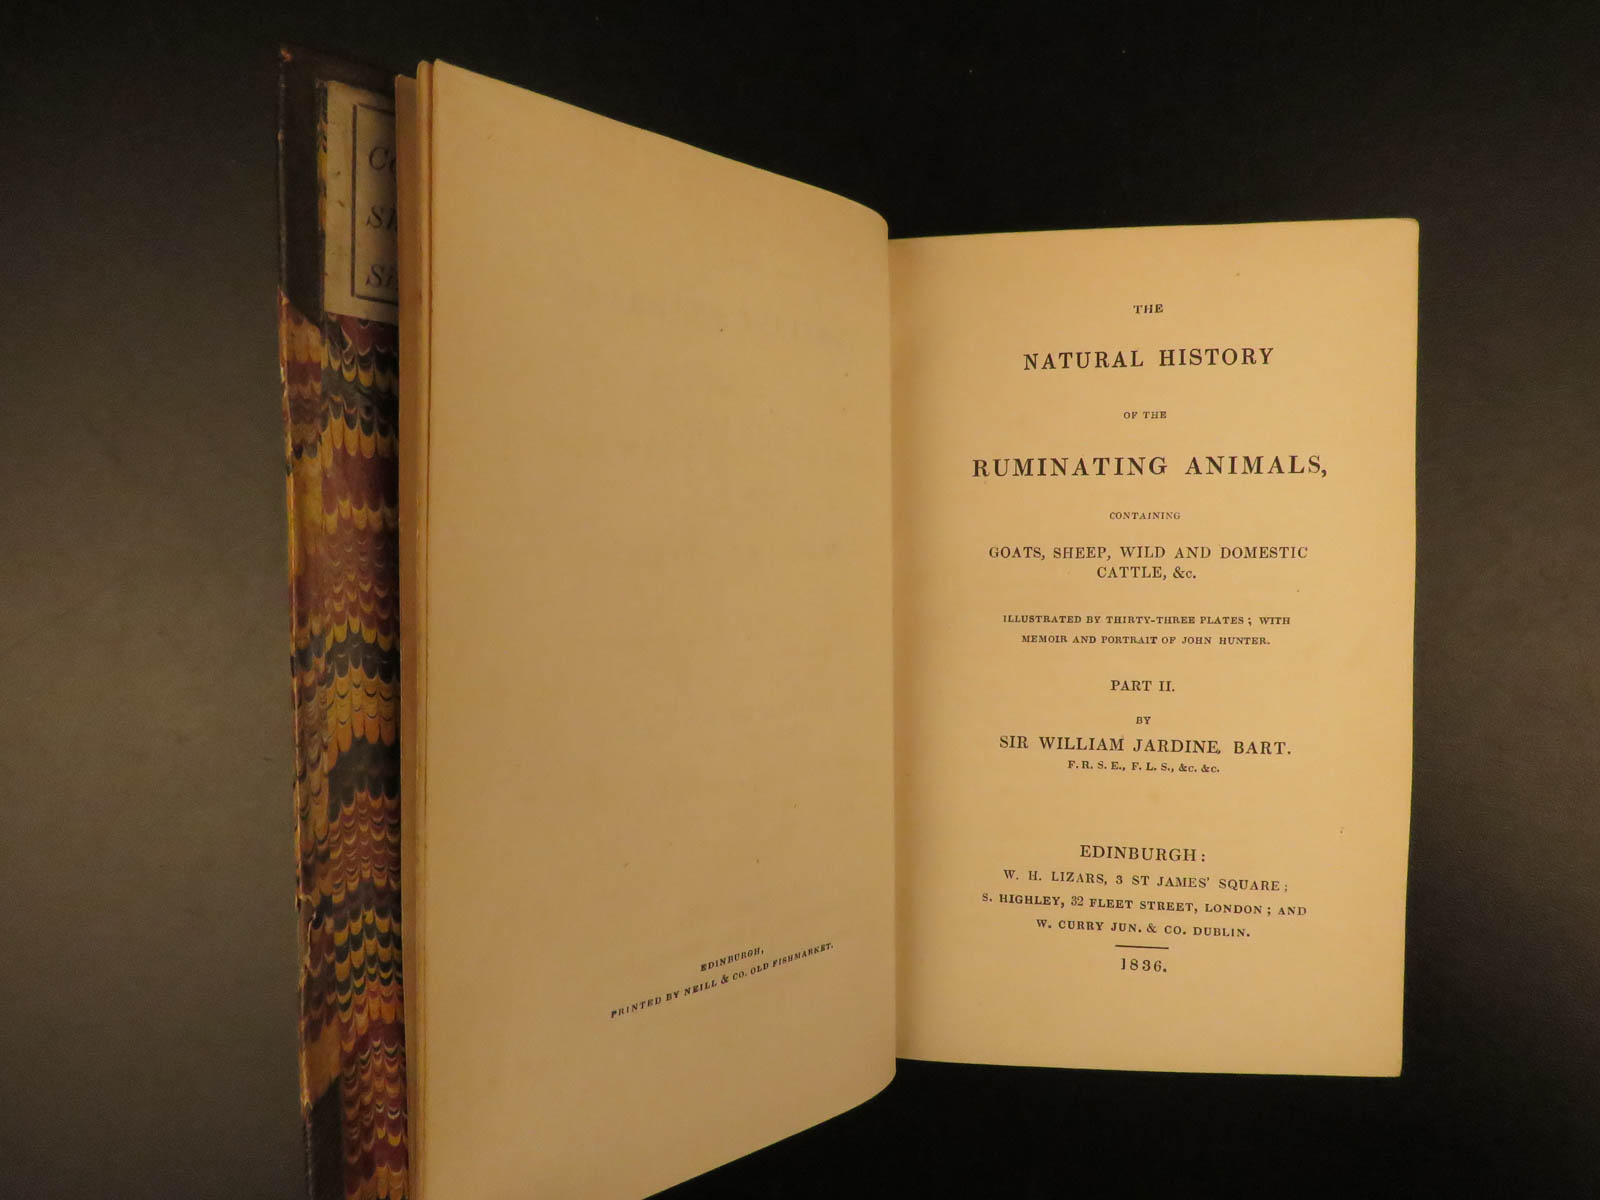 EDINBURGH,
PRINTED BY NEILL & CO. OLD FISHMARKET.
THE
NATURAL HISTORY
OF THE
RUMINATING ANIMALS,
CONTAINING
GOATS, SHEEP, WILD AND DOMESTIC
CATTLE, &c.
ILLUSTRATED BY THIRTY-THREE PLATES; WITH
MEMOIR AND PORTRAIT OF JOHN HUNTER.
PART II.
BY
SIR WILLIAM JARDINE, BART.
F. R. S. E., F. L. S., &c. &c.
EDINBURGH:
W. H. LIZARS, 3 ST JAMES' SQUARE;
S. HIGHLEY, 32 FLEET STREET, LONDON; AND
W. CURRY JUN. & CO. DUBLIN.
1836.